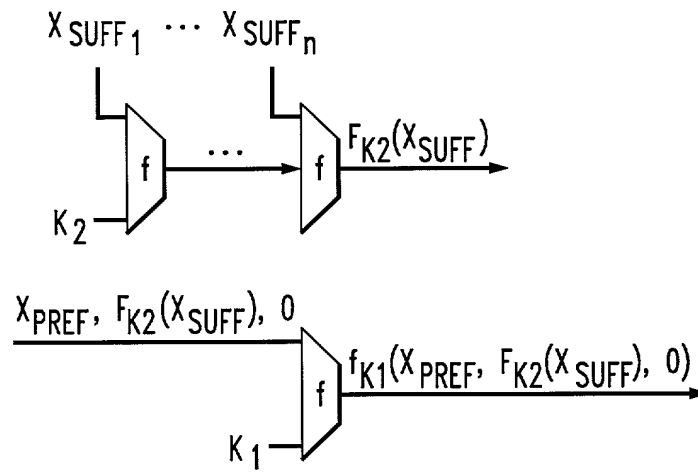 X_SUFF_1 ... X_SUFF_n
f ... f F_K2(X_SUFF)
K_2
X_PREF, F_K2(X_SUFF), 0
f f_K1(X_PREF, F_K2(X_SUFF), 0)
K_1